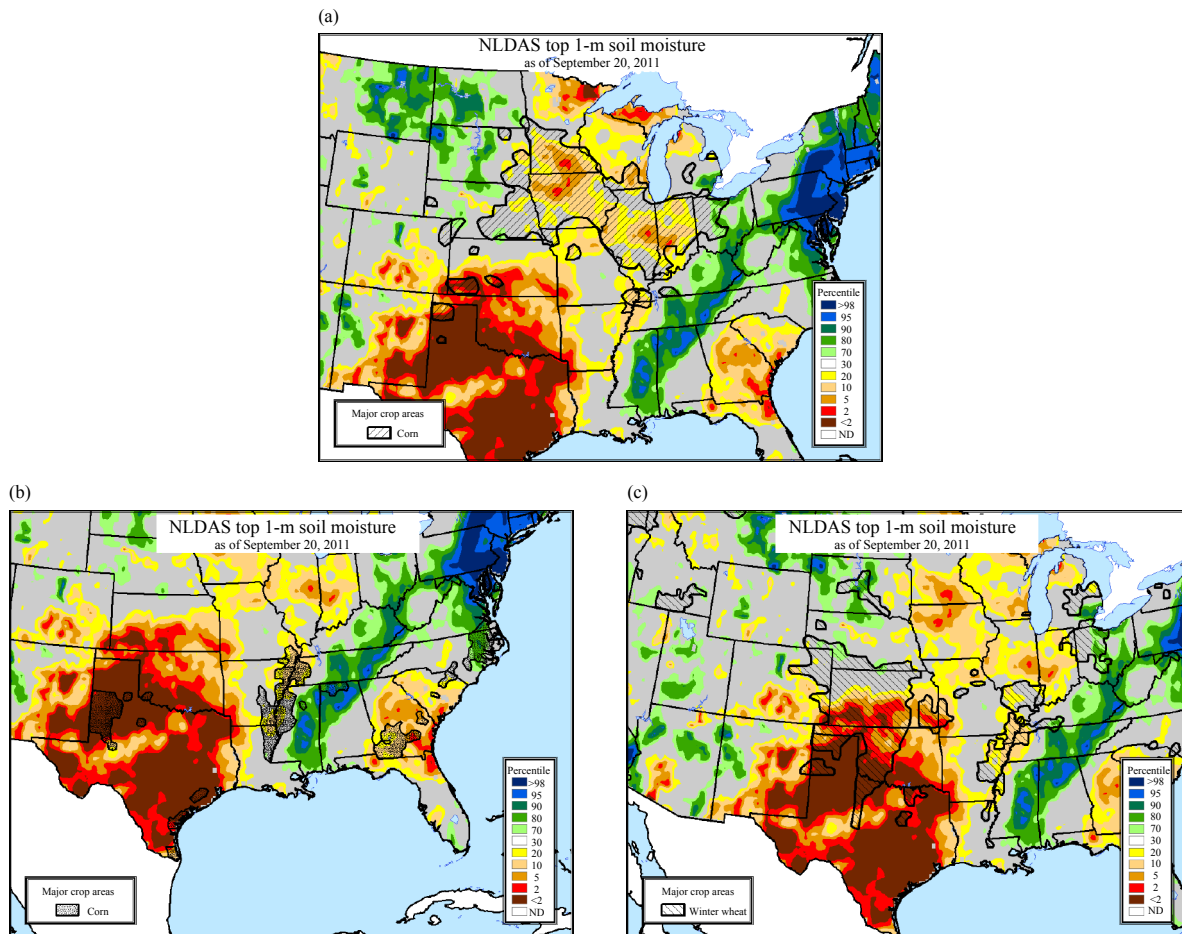 (a)
NLDAS top 1-m soil moisture
as of September 20, 2011
Percentile
>98
95
90
80
70
30
20
10
5
2
<2
ND
Major crop areas
Corn
(b)
NLDAS top 1-m soil moisture
as of September 20, 2011
Percentile
>98
95
90
80
70
30
20
10
5
2
<2
ND
Major crop areas
Corn
(c)
NLDAS top 1-m soil moisture
as of September 20, 2011
Percentile
>98
95
90
80
70
30
20
10
5
2
<2
ND
Major crop areas
Winter wheat